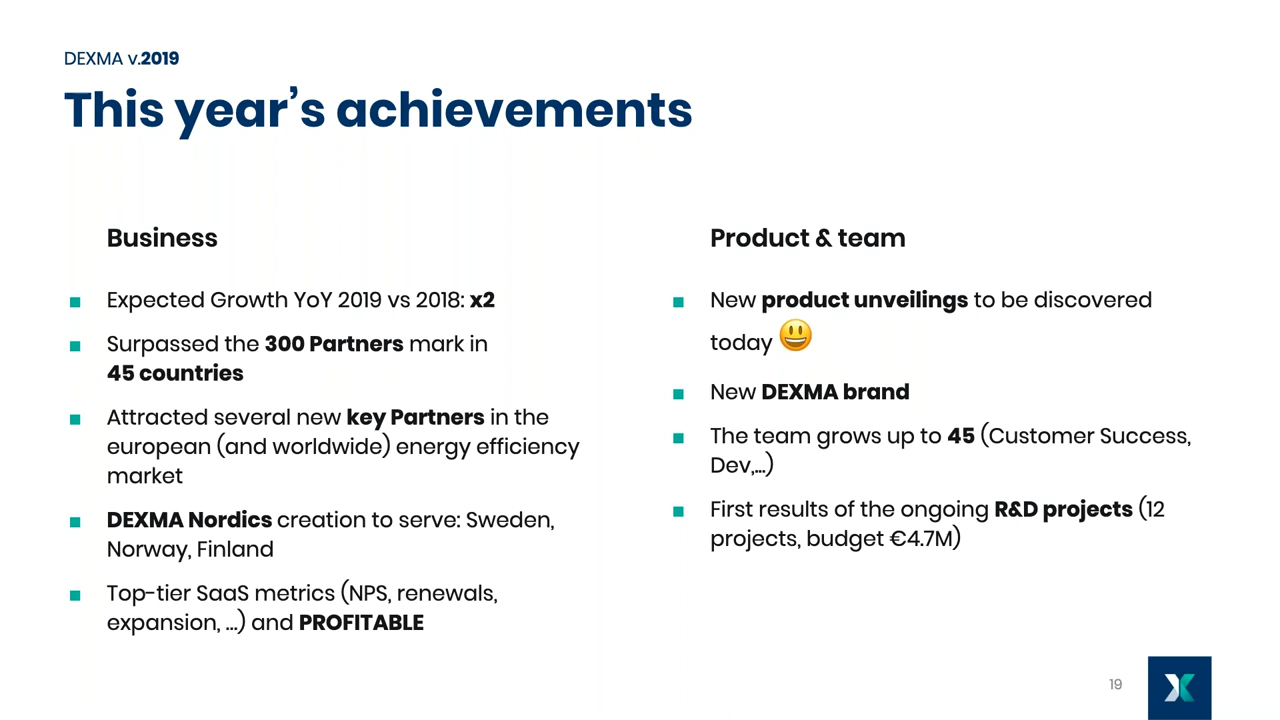 DEXMA v.2019
This year’s achievements
Business
■ Expected Growth YoY 2019 vs 2018: x2
■ Surpassed the 300 Partners mark in
45 countries
■ Attracted several new key Partners in the
european (and worldwide) energy efficiency
market
■ DEXMA Nordics creation to serve: Sweden,
Norway, Finland
■ Top-tier SaaS metrics (NPS, renewals,
expansion, ...) and PROFITABLE
Product & team
■ New product unveilings to be discovered
today 😃
■ New DEXMA brand
■ The team grows up to 45 (Customer Success,
Dev,...)
■ First results of the ongoing R&D projects (12
projects, budget €4.7M)
19